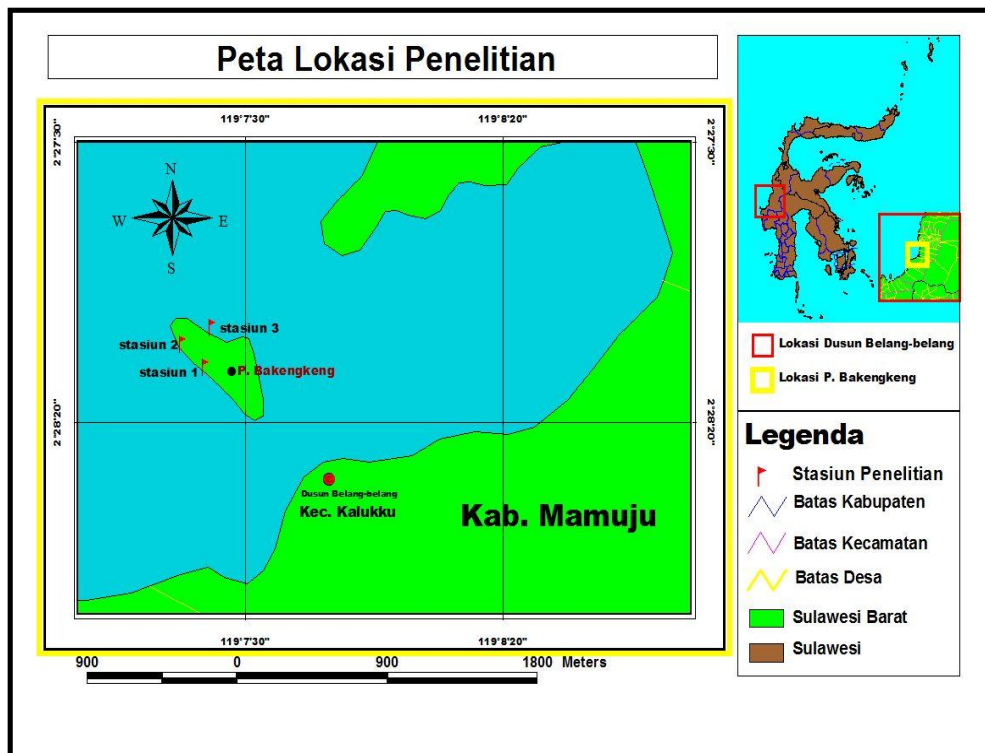 Peta Lokasi Penelitian
119°7'30"
119°8'20"
2°27'30"
2°27'30"
N
W
E
S
stasiun 3
stasiun 2
stasiun 1
P. Bakengkeng
2°28'20"
2°28'20"
Dusun Belang-belang
Kec. Kalukku
Kab. Mamuju
119°7'30"
119°8'20"
900
0
900
1800 Meters
Lokasi Dusun Belang-belang
Lokasi P. Bakengkeng
Legenda
Stasiun Penelitian
Batas Kabupaten
Batas Kecamatan
Batas Desa
Sulawesi Barat
Sulawesi